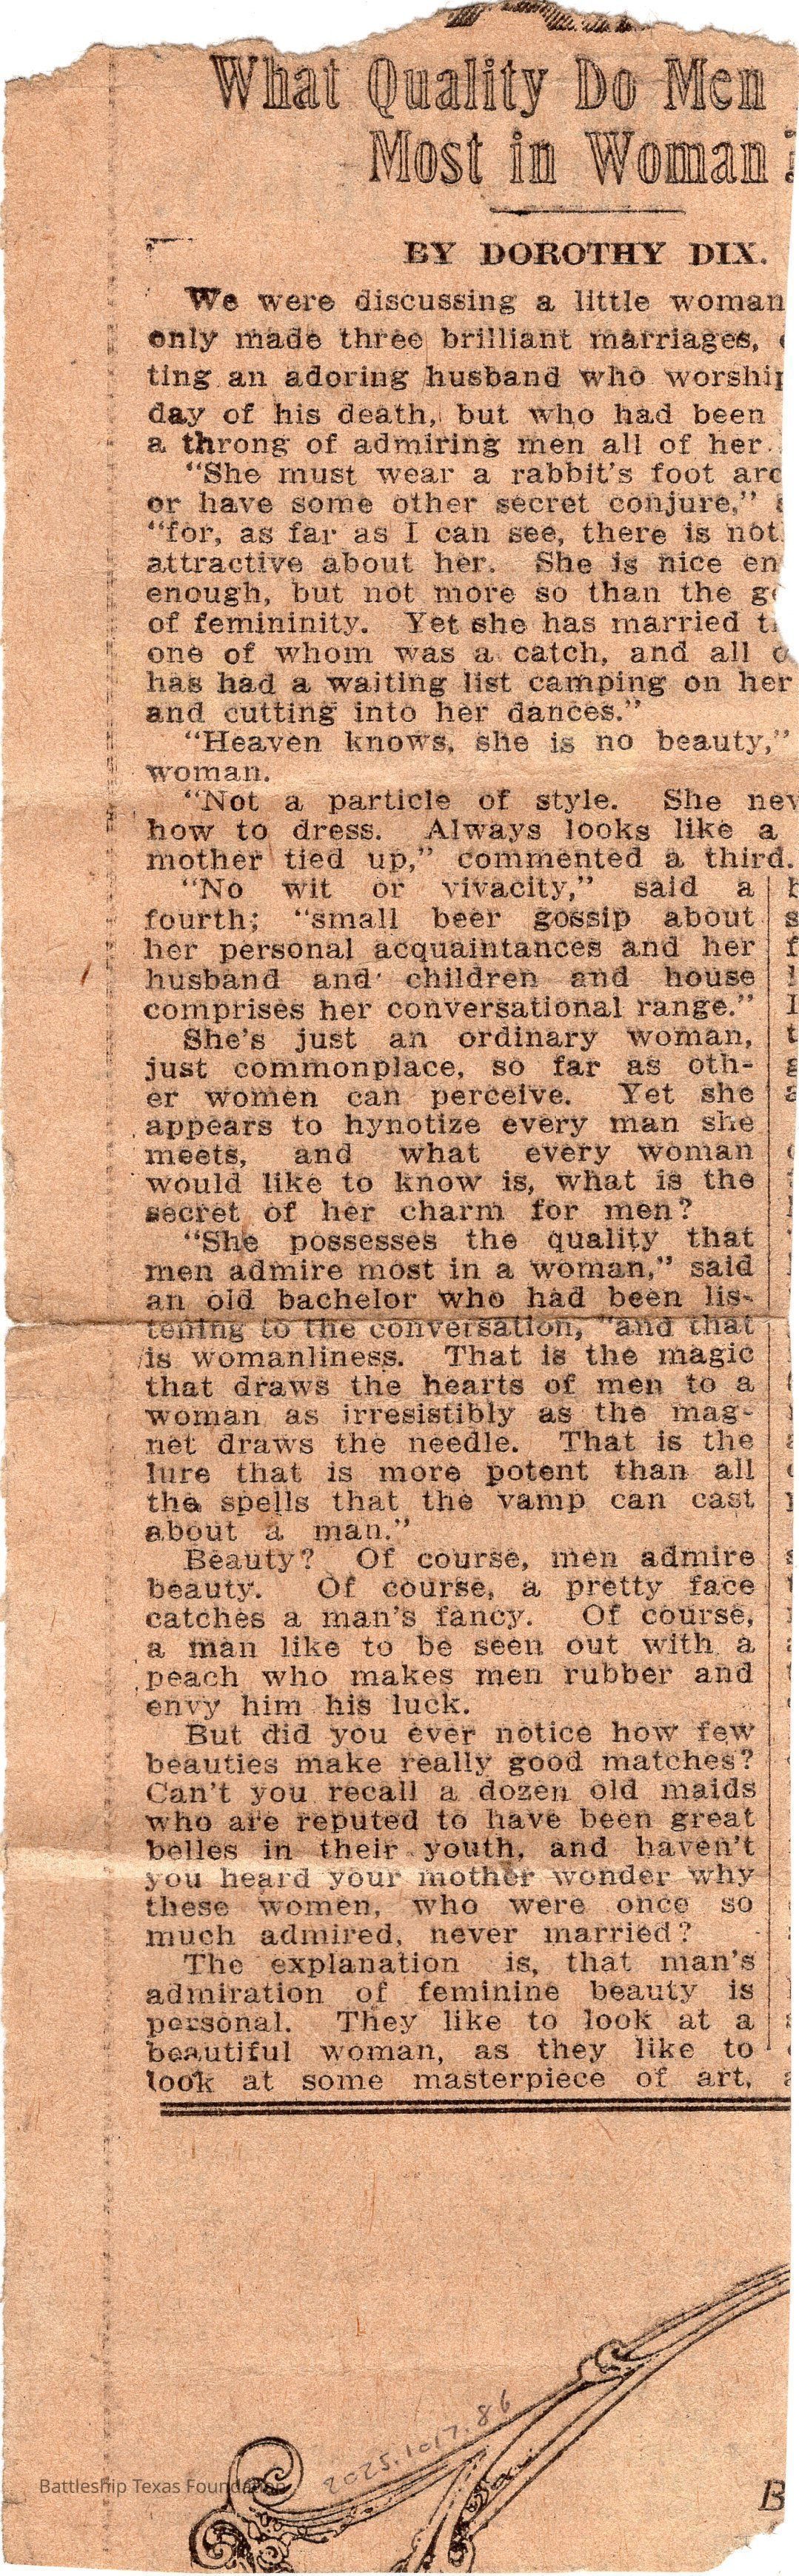 What Quality Do Men
Most in Woman?
BY DOROTHY DIX.
We were discussing a little woman
only made three brilliant marriages,
ting an adoring husband who
day of his death, but who had been
a throng of admiring men all of her
"She must wear a rabbit's foot
or have some other secret conjure,"
"for, as far as I can see, there is not
attractive about her. She is nice en
enough, but not more so than the
of femininity. Yet she has married
one of whom was a catch, and all
has had a waiting list camping on her
and cutting into her dances."
"Heaven knows, she is no beauty,"
woman.
"Not a particle of style. She
how to dress. Always looks like a
mother tied up," commented a third.
"No wit or vivacity," said a
fourth; "small beer gossip about
her personal acquaintances and her
husband and children and house
comprises her conversational range."
She's just an ordinary woman,
just commonplace, so far as oth-
er women can perceive. Yet she
appears to hynotize every man she
meets, and what every woman
would like to know is, what is the
secret of her charm for men?
"She possesses the quality that
men admire most in a woman," said
an old bachelor who had been lis-
tening to the conversation, "and that
is womanliness. That is the magic
that draws the hearts of men to a
woman as irresistibly as the mag-
net draws the needle. That is the
lure that is more potent than all
the spells that the vamp can cast
about a man."
Beauty? Of course, men admire
beauty. Of course, a pretty face
catches a man's fancy. Of course,
a man like to be seen out with a
peach who makes men rubber and
envy him his luck.
But did you ever notice how few
beauties make really good matches?
Can't you recall a dozen old maids
who are reputed to have been great
belles in their youth, and haven't
you heard your mother wonder why
these women, who were once so
much admired, never married?
The explanation is, that man's
admiration of feminine beauty is
personal. They like to look at a
beautiful woman, as they like to
look at some masterpiece of art,
2025.1017.86
Battleship Texas Foundation
B